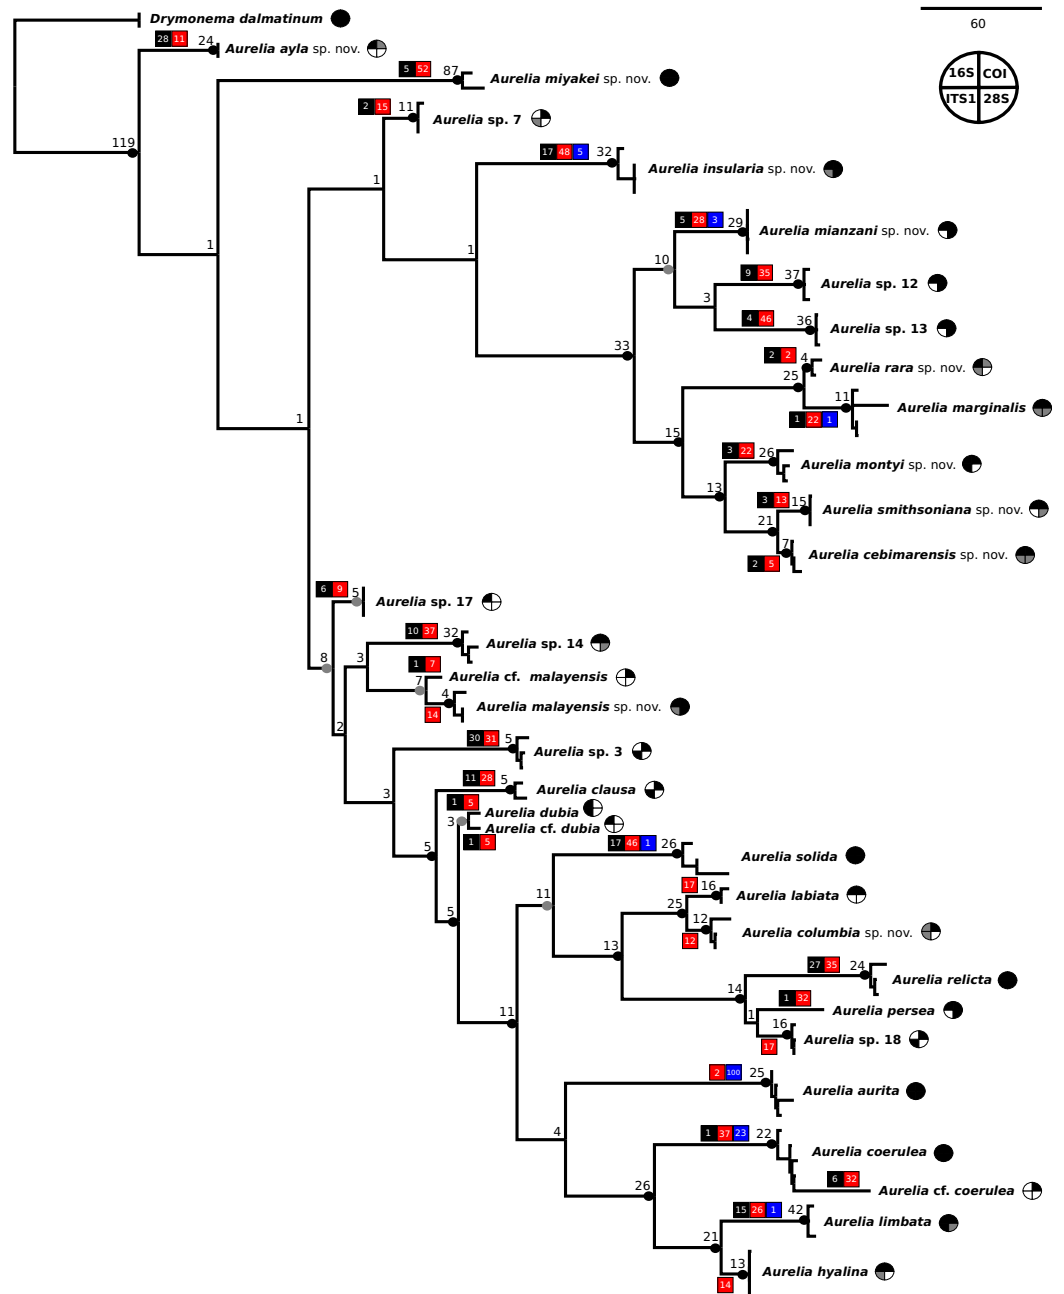 Drymonema dalmatinum
60
28 11 24 Aurelia ayla sp. nov.
5 52 87 Aurelia miyakei sp. nov.
16S COI
ITS1 28S
2 15 11 Aurelia sp. 7
119
17 48 5 32 Aurelia insularia sp. nov.
1
5 28 3 29 Aurelia mianzani sp. nov.
1
1
10
9 35 37 Aurelia sp. 12
3
4 46 36 Aurelia sp. 13
33
2 2 4 Aurelia rara sp. nov.
25
11 Aurelia marginalis
1 22 1
1
15
3 22 26 Aurelia montyi sp. nov.
13
3 13 15 Aurelia smithsoniana sp. nov.
21
7 Aurelia cebimarensis sp. nov.
2 5
6 9 5 Aurelia sp. 17
10 37 32 Aurelia sp. 14
8
3
1 7 Aurelia cf. malayensis
7
4 Aurelia malayensis sp. nov.
14
2
30 31 5 Aurelia sp. 3
11 28 5 Aurelia clausa
3
1 5 Aurelia dubia
3 Aurelia cf. dubia
1 5
5
17 46 1 26 Aurelia solida
17 16 Aurelia labiata
11
25
12 Aurelia columbia sp. nov.
12
5
13
27 35 24 Aurelia relicta
14
1 32 Aurelia persea
1
16 Aurelia sp. 18
17
11
2 100 25 Aurelia aurita
4
1 37 23 22 Aurelia coerulea
6 32 Aurelia cf. coerulea
26
15 26 1 42 Aurelia limbata
21
13 Aurelia hyalina
14